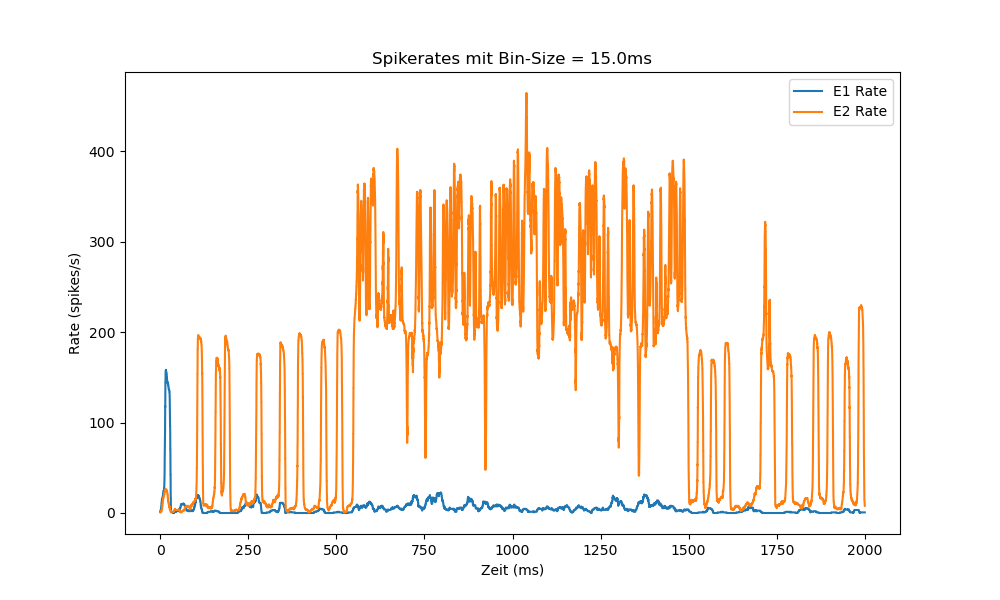 Spikerates mit Bin-Size = 15.0ms
E1 Rate
E2 Rate
400
300
200
100
0
Rate (spikes/s)
0 250 500 750 1000 1250 1500 1750 2000
Zeit (ms)